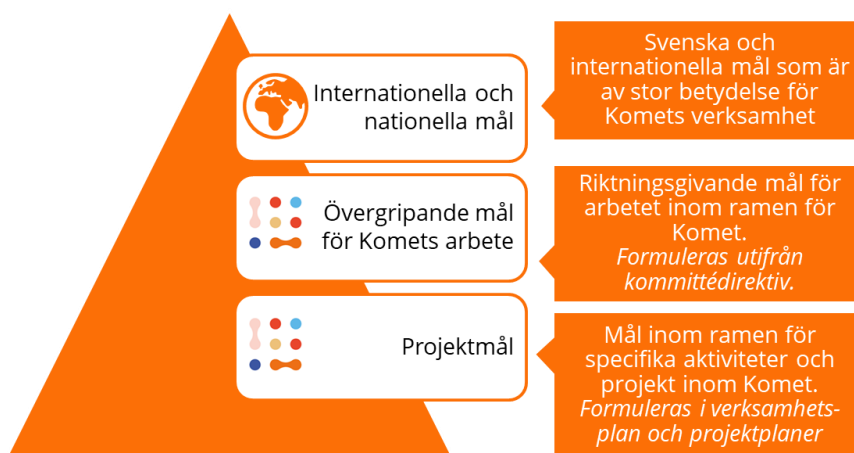 Internationella och
nationella mål
Svenska och
internationella mål som är
av stor betydelse för
Komets verksamhet
Övergripande mål
för Komets arbete
Riktningsgivande mål för
arbetet inom ramen för
Komet.
Formuleras utifrån
kommittédirektiv.
Projektmål
Mål inom ramen för
specifika aktiviteter och
projekt inom Komet.
Formuleras i verksamhets-
plan och projektplaner